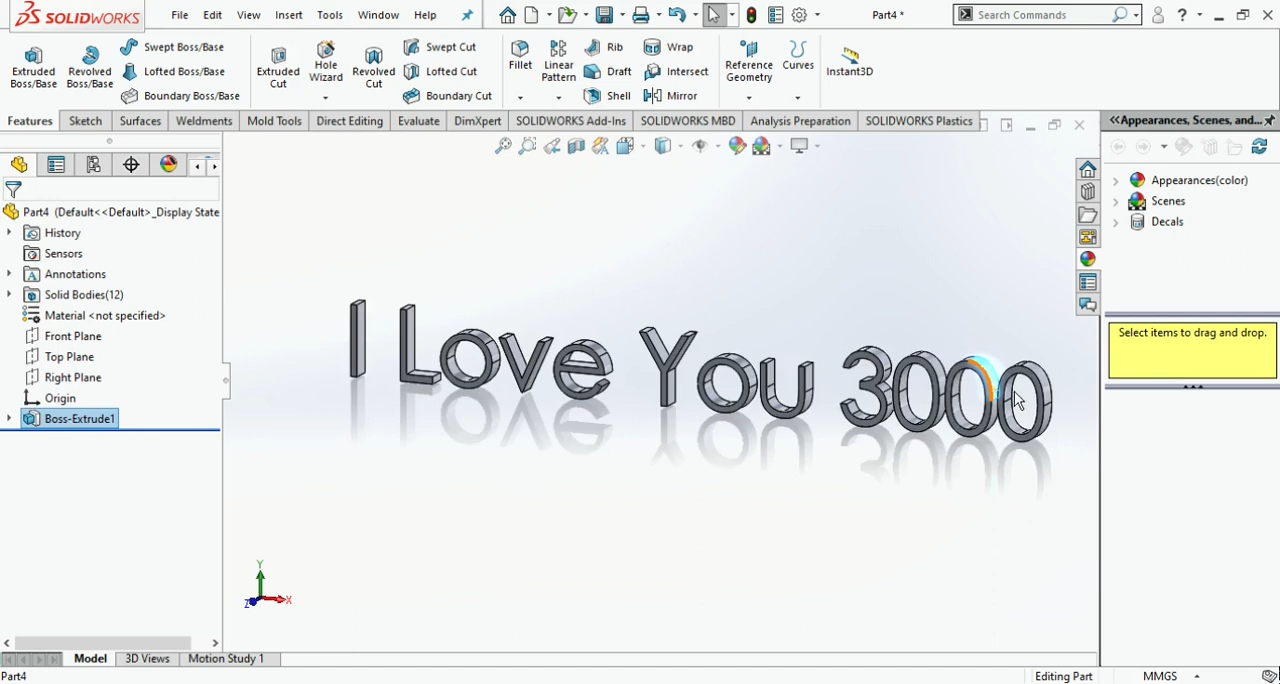 SOLIDWORKS File Edit View Insert Tools Window Help Part4 * Search Commands ?
Extruded Boss/Base Revolved Boss/Base Swept Boss/Base Extruded Cut Hole Wizard Revolved Cut Swept Cut Fillet Linear Pattern Rib Wrap Reference Geometry Curves Instant3D
Lofted Boss/Base Lofted Cut Draft Intersect
Boundary Boss/Base Boundary Cut Shell Mirror
Features Sketch Surfaces Weldments Mold Tools Direct Editing Evaluate DimXpert SOLIDWORKS Add-Ins SOLIDWORKS MBD Analysis Preparation SOLIDWORKS Plastics
Appearances, Scenes, and...
Part4 (Default<<Default>_Display State
History
Sensors
Annotations
Solid Bodies(12)
Material <not specified>
Front Plane
Top Plane
Right Plane
Origin
Boss-Extrude1
I Love You 3000
Y
Z
X
Appearances(color)
Scenes
Decals
Select items to drag and drop.
Model 3D Views Motion Study 1
Part4 Editing Part MMGS